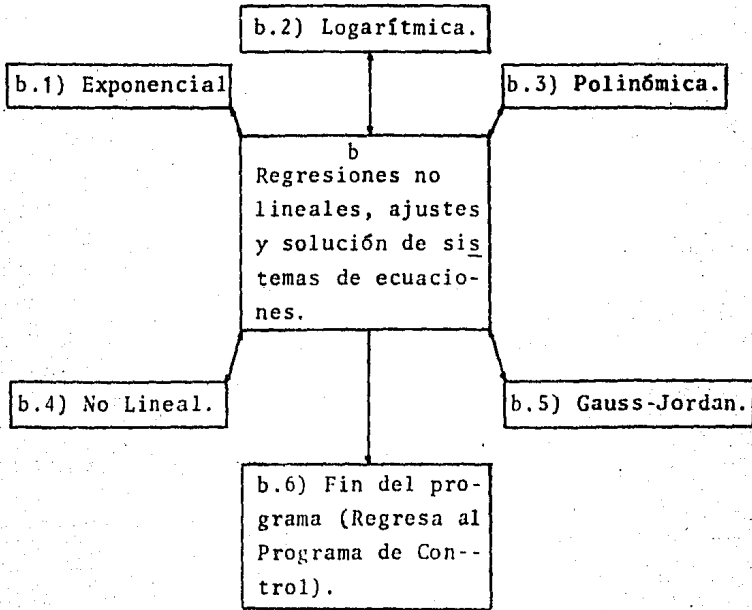 b.2) Logarítmica.
b.1) Exponencial
b.3) Polinómica.
b
Regresiones no
lineales, ajustes
y solución de sis
temas de ecuacio-
nes.
b.4) No Lineal.
b.5) Gauss-Jordan.
b.6) Fin del pro-
grama (Regresa al
Programa de Con--
trol).